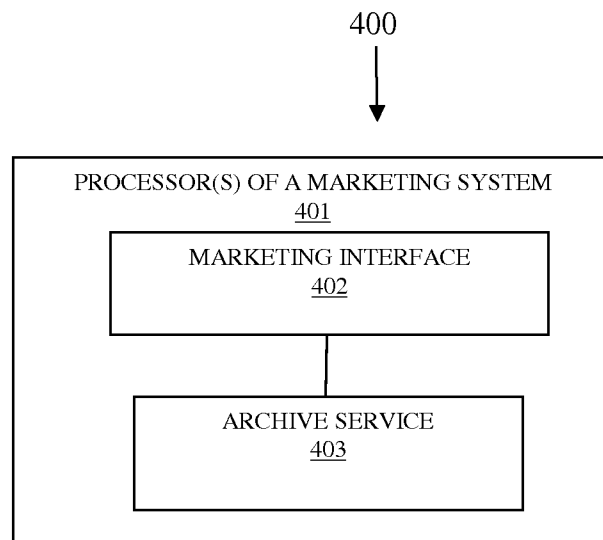 400
PROCESSOR(S) OF A MARKETING SYSTEM
401
MARKETING INTERFACE
402
ARCHIVE SERVICE
403